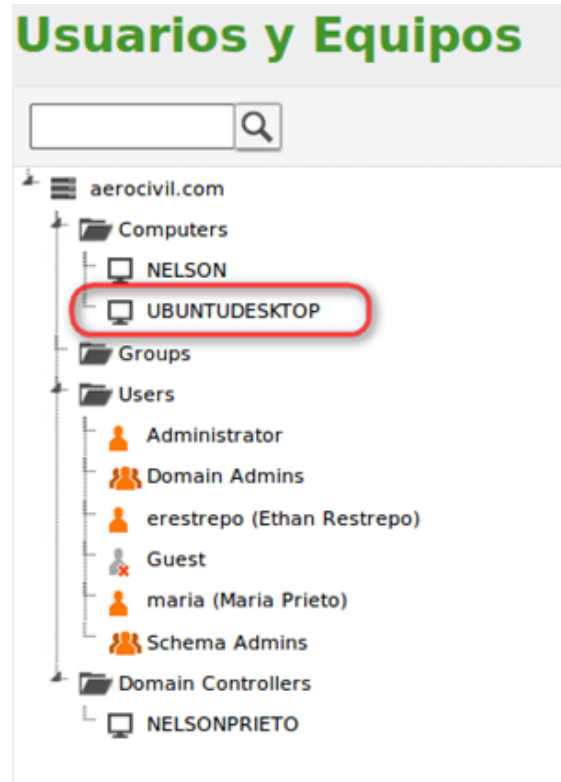 Usuarios y Equipos
aerocivil.com
Computers
NELSON
UBUNTUDESKTOP
Groups
Users
Administrator
Domain Admins
erestrepo (Ethan Restrepo)
Guest
maria (Maria Prieto)
Schema Admins
Domain Controllers
NELSONPRIETO